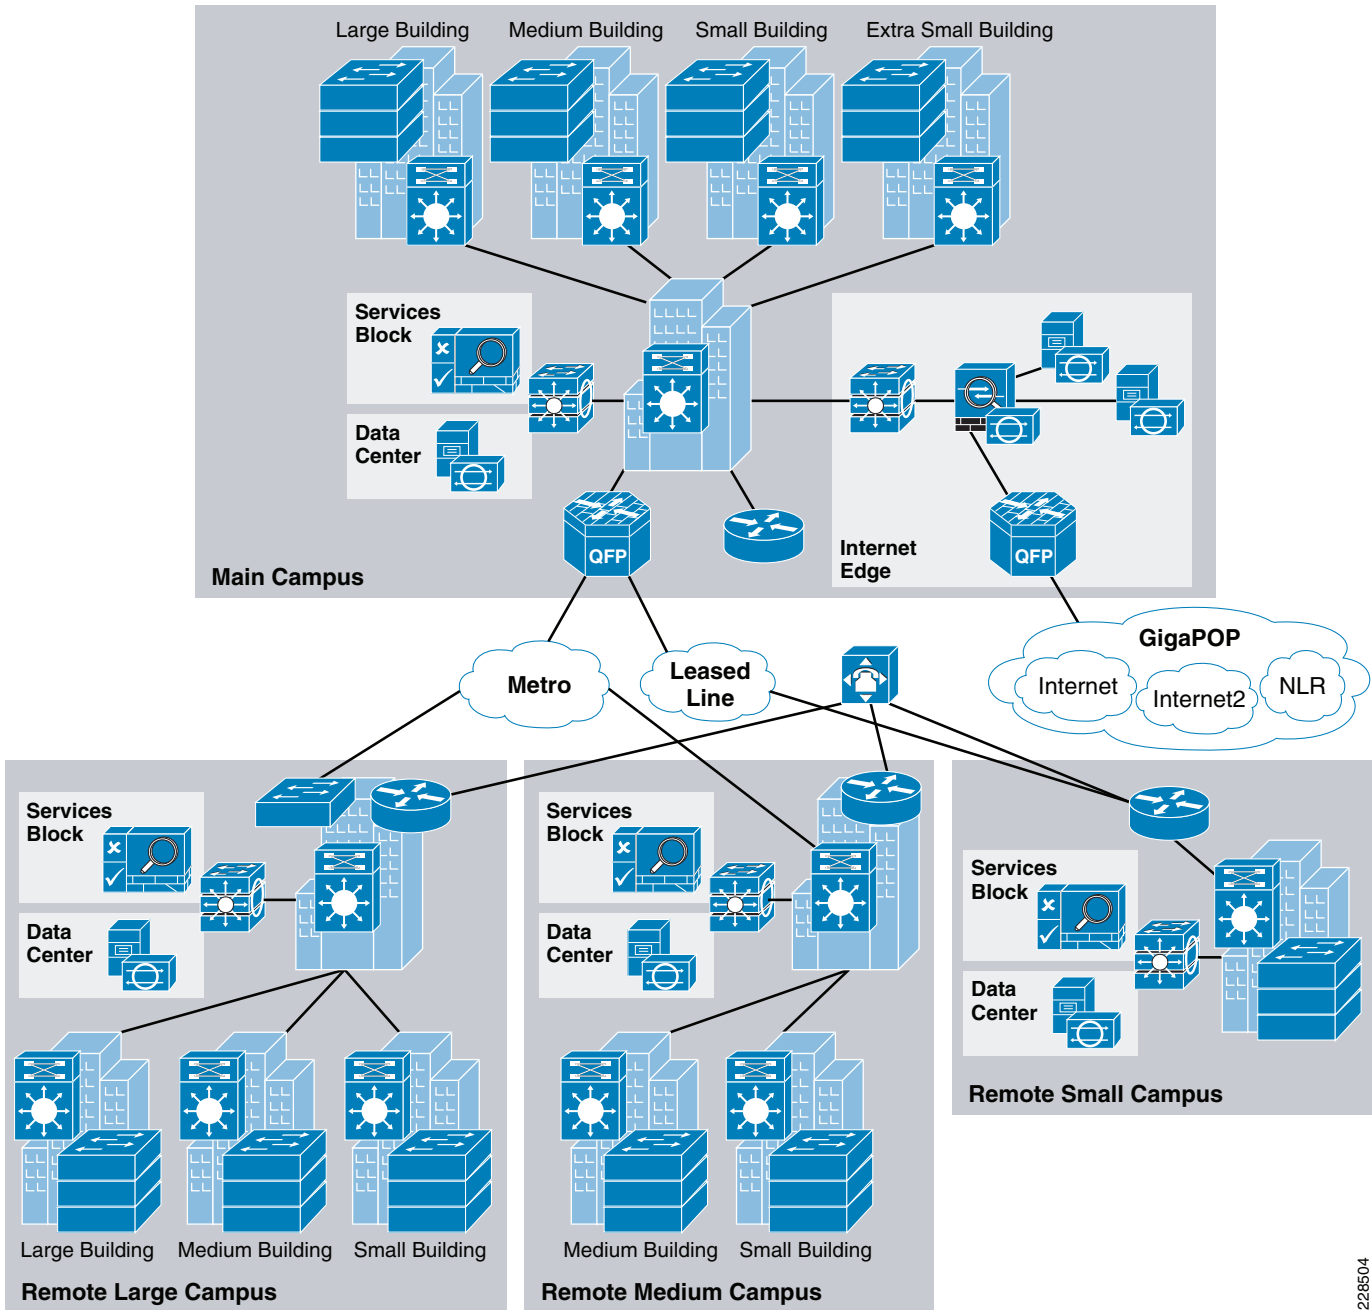 Large Building
Medium Building
Small Building
Extra Small Building
Services
Block
Data
Center
QFP
Internet
Edge
QFP
Main Campus
GigaPOP
Internet
Internet2
NLR
Metro
Leased
Line
Services
Block
Data
Center
Large Building
Medium Building
Small Building
Remote Large Campus
Services
Block
Data
Center
Medium Building
Small Building
Remote Medium Campus
Services
Block
Data
Center
Remote Small Campus
228504